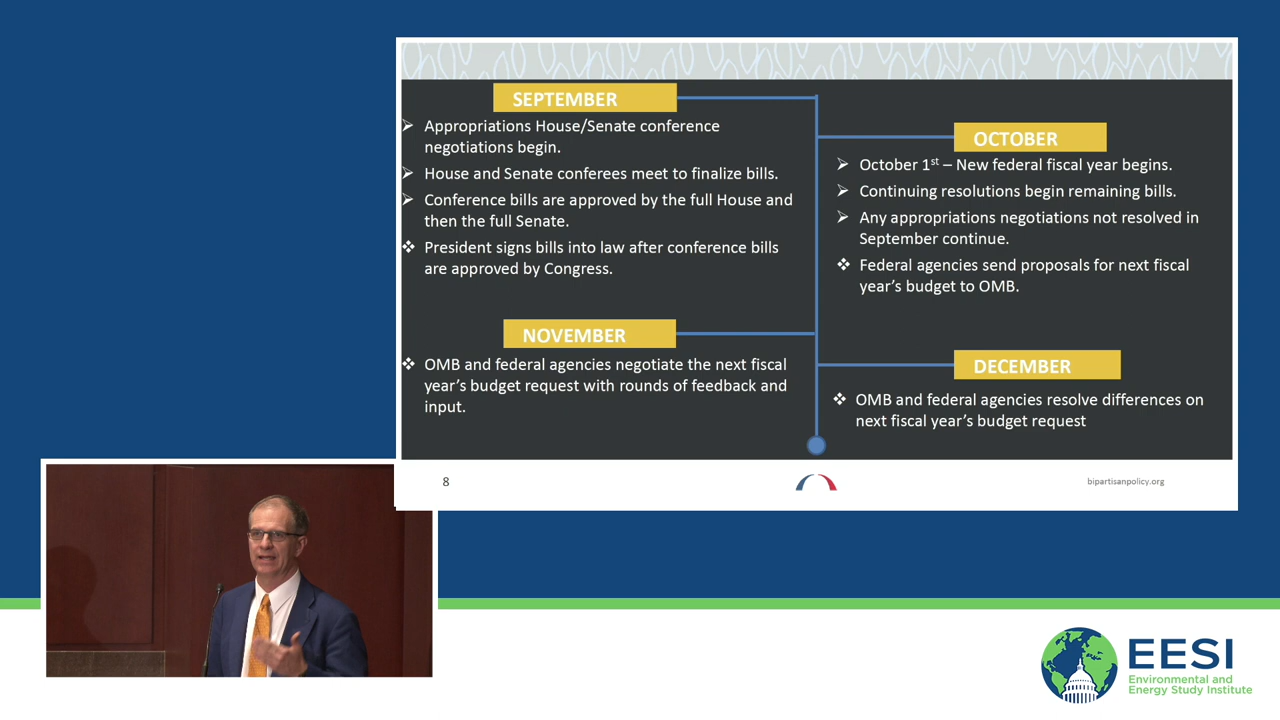 SEPTEMBER
Appropriations House/Senate conference
negotiations begin.
House and Senate conferees meet to finalize bills.
Conference bills are approved by the full House and
then the full Senate.
President signs bills into law after conference bills
are approved by Congress.
OCTOBER
October 1st – New federal fiscal year begins.
Continuing resolutions begin remaining bills.
Any appropriations negotiations not resolved in
September continue.
Federal agencies send proposals for next fiscal
year’s budget to OMB.
NOVEMBER
OMB and federal agencies negotiate the next fiscal
year’s budget request with rounds of feedback and
input.
DECEMBER
OMB and federal agencies resolve differences on
next fiscal year’s budget request
8
bipartisanpolicy.org
EESI
Environmental and
Energy Study Institute